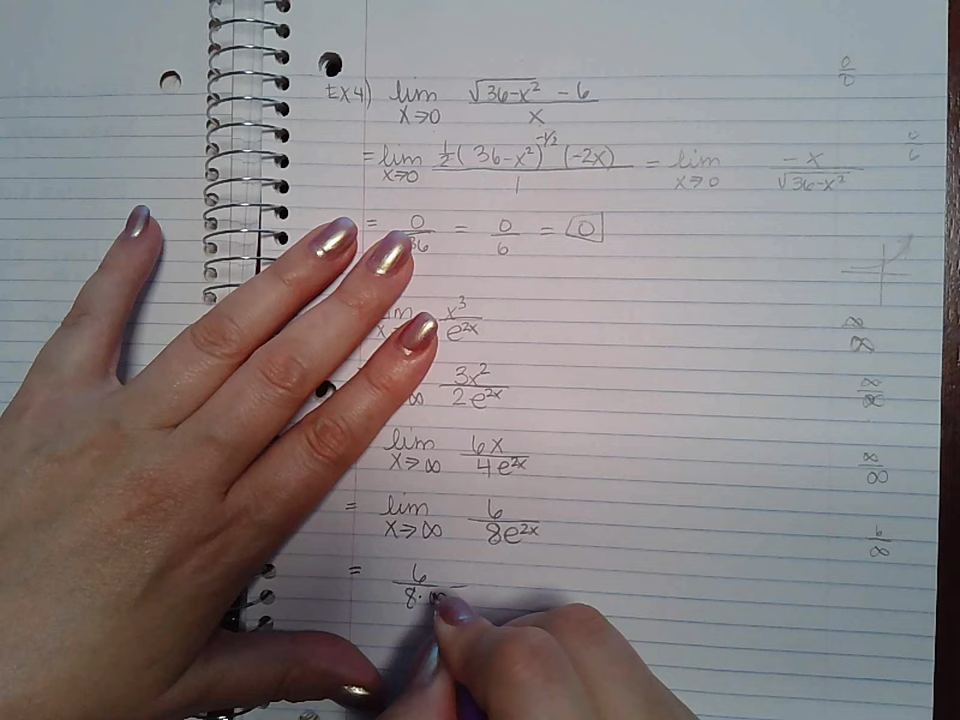 Ex4) lim x→0 √(36-x²) - 6 / x 0/0
= lim x→0 ½(36-x²)^(-1/2) (-2x) / 1 = lim x→0 -x / √(36-x²) 0/6
= 0 / 36 = 0/6 = 0
x³ / e^(2x) ∞/∞
∞ 3x² / 2e^(2x) ∞/∞
lim x→∞ 6x / 4e^(2x) ∞/∞
= lim x→∞ 6 / 8e^(2x) 6/∞
= 6 / 8·∞